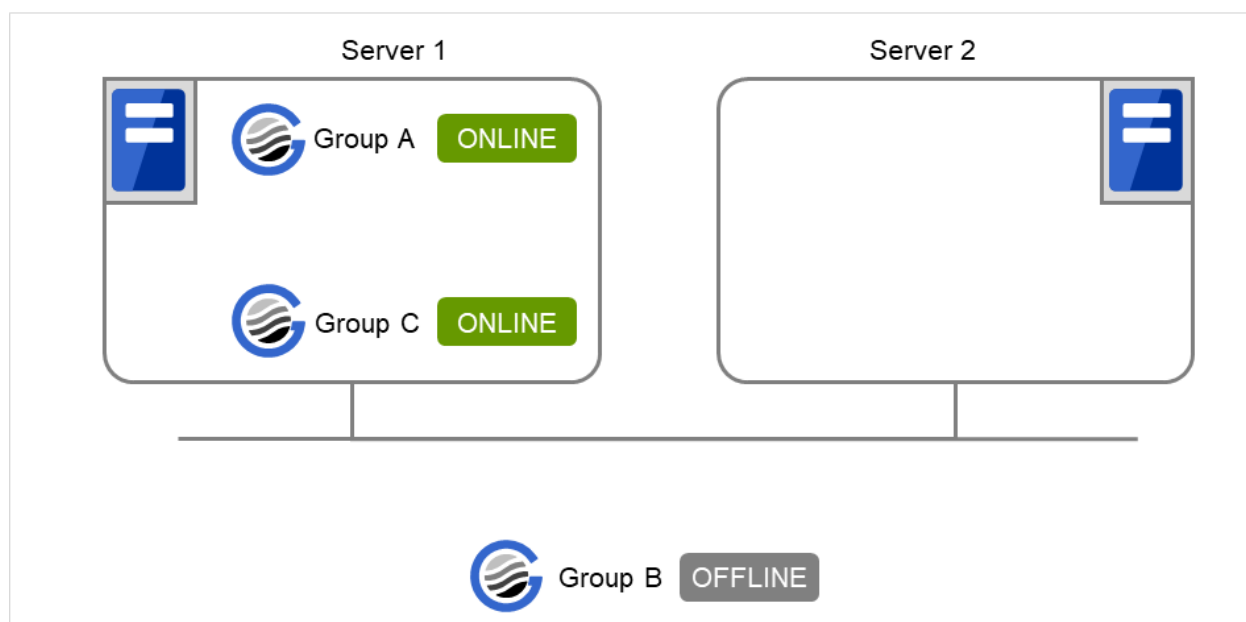 Server 1
Server 2
Group A ONLINE
Group C ONLINE
Group B OFFLINE